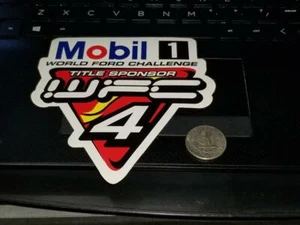 Mobil 1
WORLD FORD CHALLENGE
TITLE SPONSOR
WFC
4